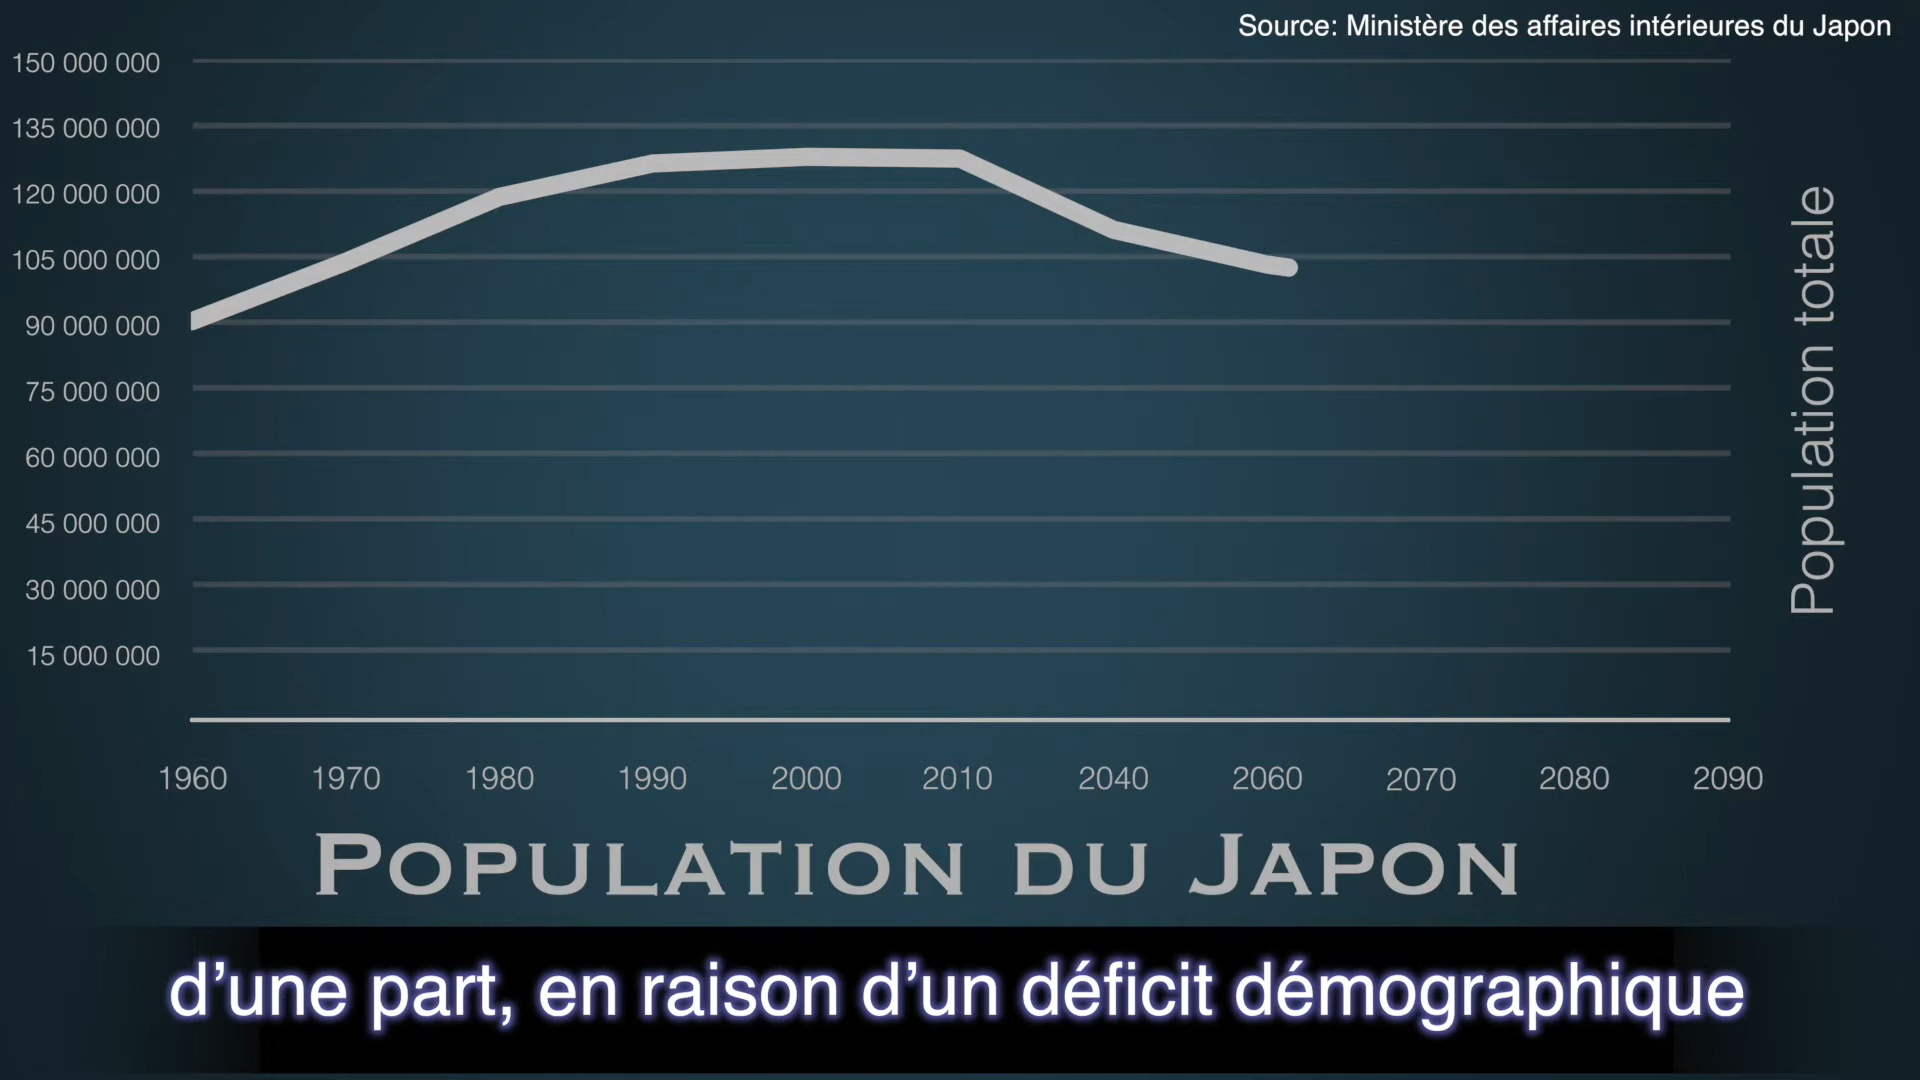 Source: Ministère des affaires intérieures du Japon
150 000 000
135 000 000
120 000 000
105 000 000
90 000 000
75 000 000
60 000 000
45 000 000
30 000 000
15 000 000
Population totale
1960 1970 1980 1990 2000 2010 2040 2060 2070 2080 2090
POPULATION DU JAPON
d’une part, en raison d’un déficit démographique